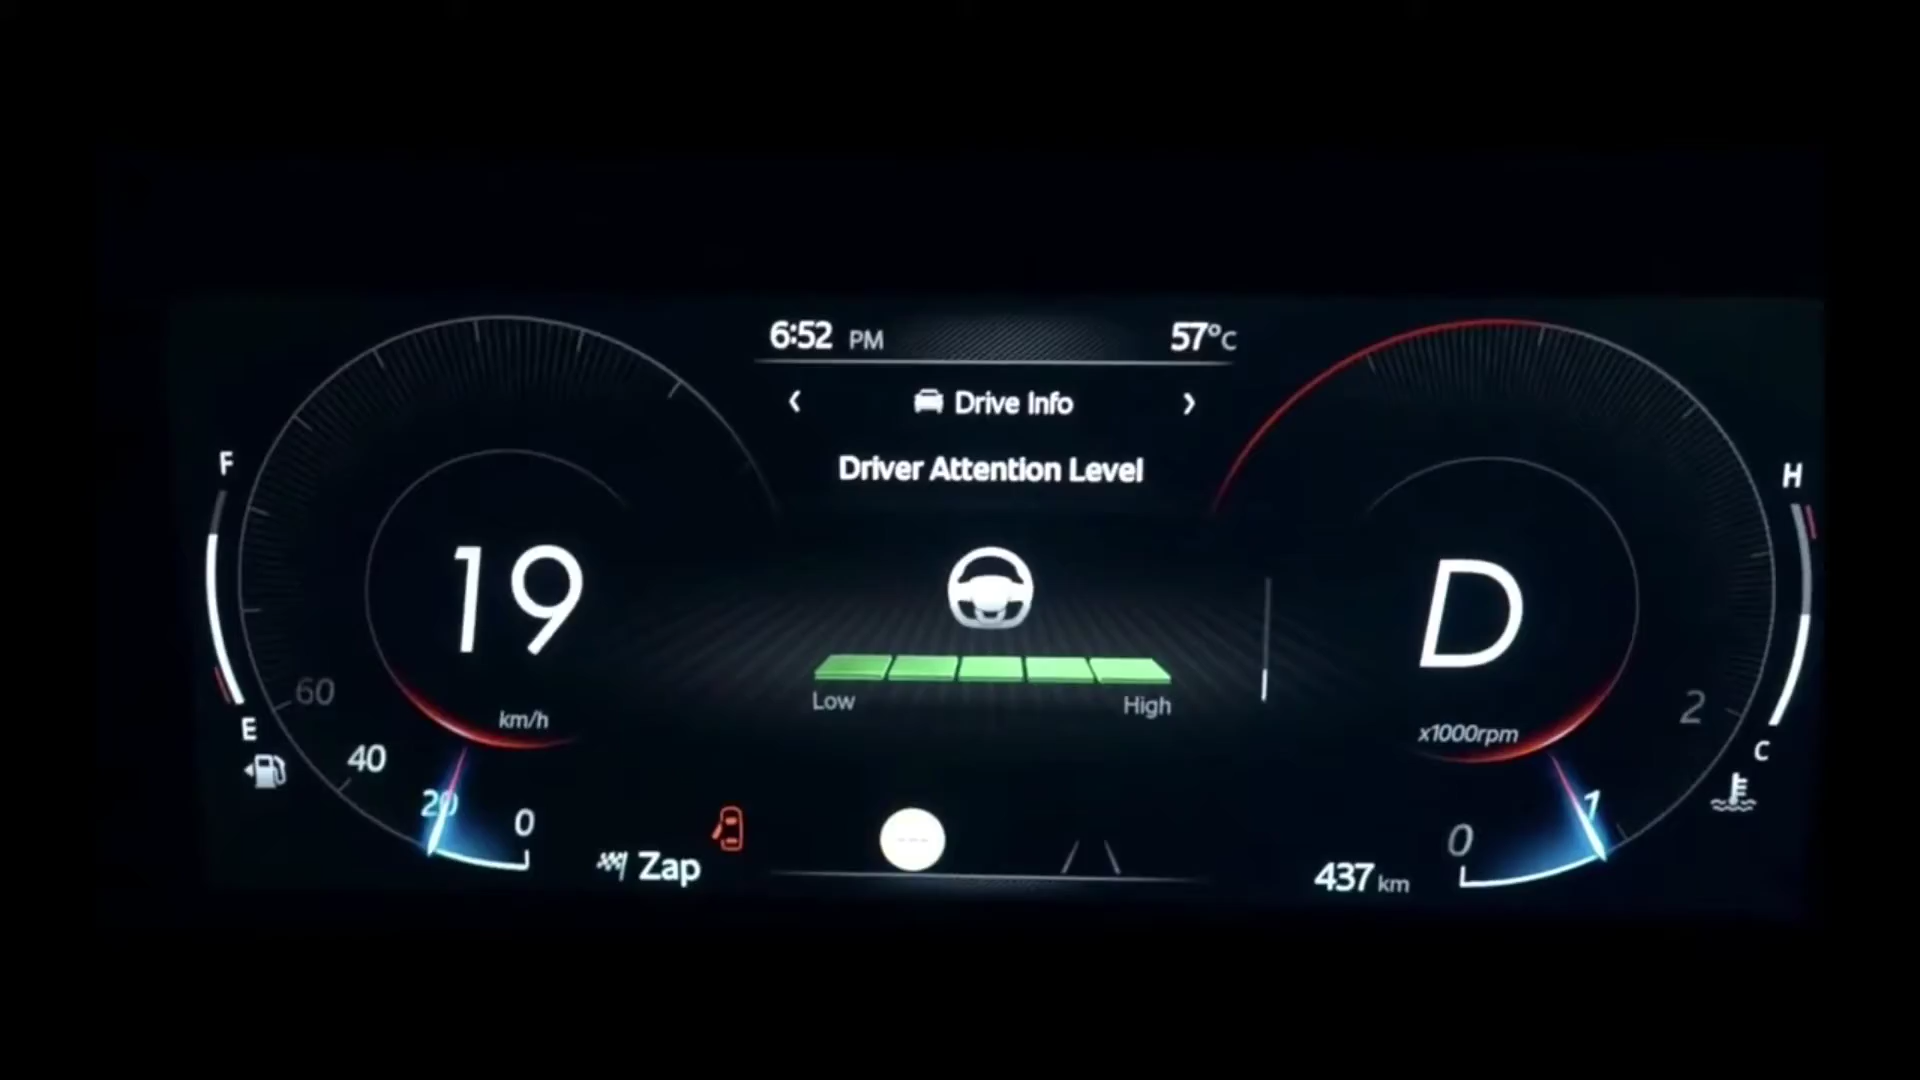 6:52 PM 57°C
‹ Drive Info ›
Driver Attention Level
F
H
19
D
Low High
km/h
x1000rpm
E
C
60
40
20
0
2
1
0
Zap
437 km